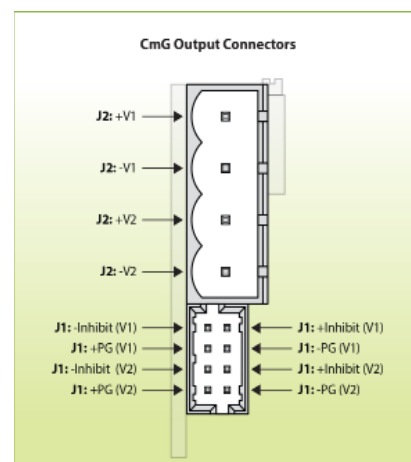 CmG Output Connectors
J2: +V1
J2: -V1
J2: +V2
J2: -V2
J1: -Inhibit (V1) J1: +Inhibit (V1)
J1: +PG (V1) J1: -PG (V1)
J1: -Inhibit (V2) J1: +Inhibit (V2)
J1: +PG (V2) J1: -PG (V2)